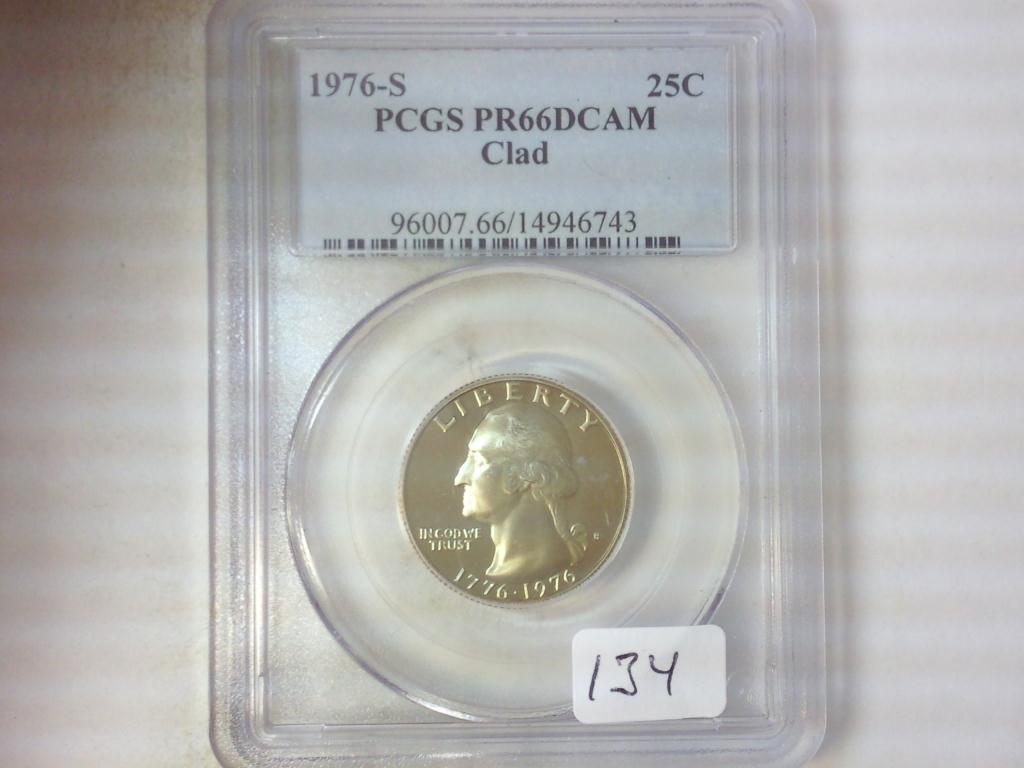 1976-S 25C
PCGS PR66DCAM
Clad
96007.66/14946743
LIBERTY
IN GOD WE
TRUST
1776·1976
134